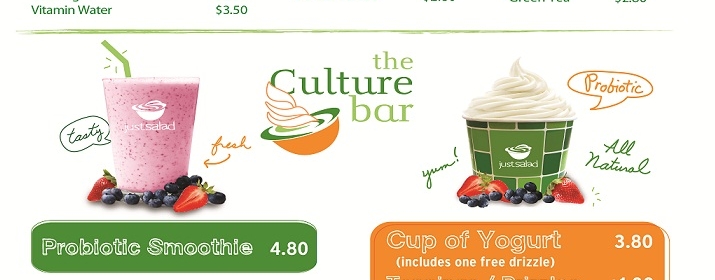 Vitamin Water $3.50
the
Culture
bar
tasty
just salad
fresh
Probiotic
just salad
yum!
All
Natural
Probiotic Smoothie 4.80
Cup of Yogurt 3.80
(includes one free drizzle)